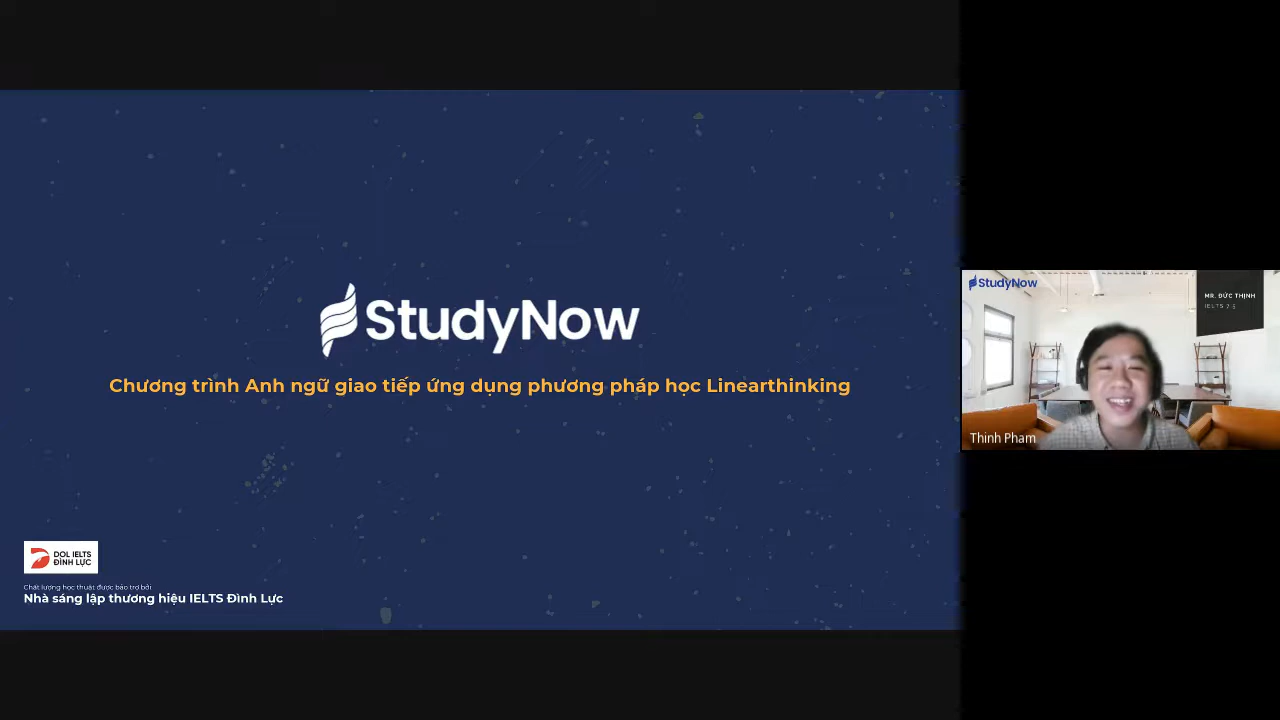 StudyNow
Chương trình Anh ngữ giao tiếp ứng dụng phương pháp học Linearthinking
DOL IELTS
ĐÌNH LỰC
Chất lượng học thuật được bảo trợ bởi
Nhà sáng lập thương hiệu IELTS Đình Lực
StudyNow
MR. ĐỨC THỊNH
IELTS
Thinh Pham